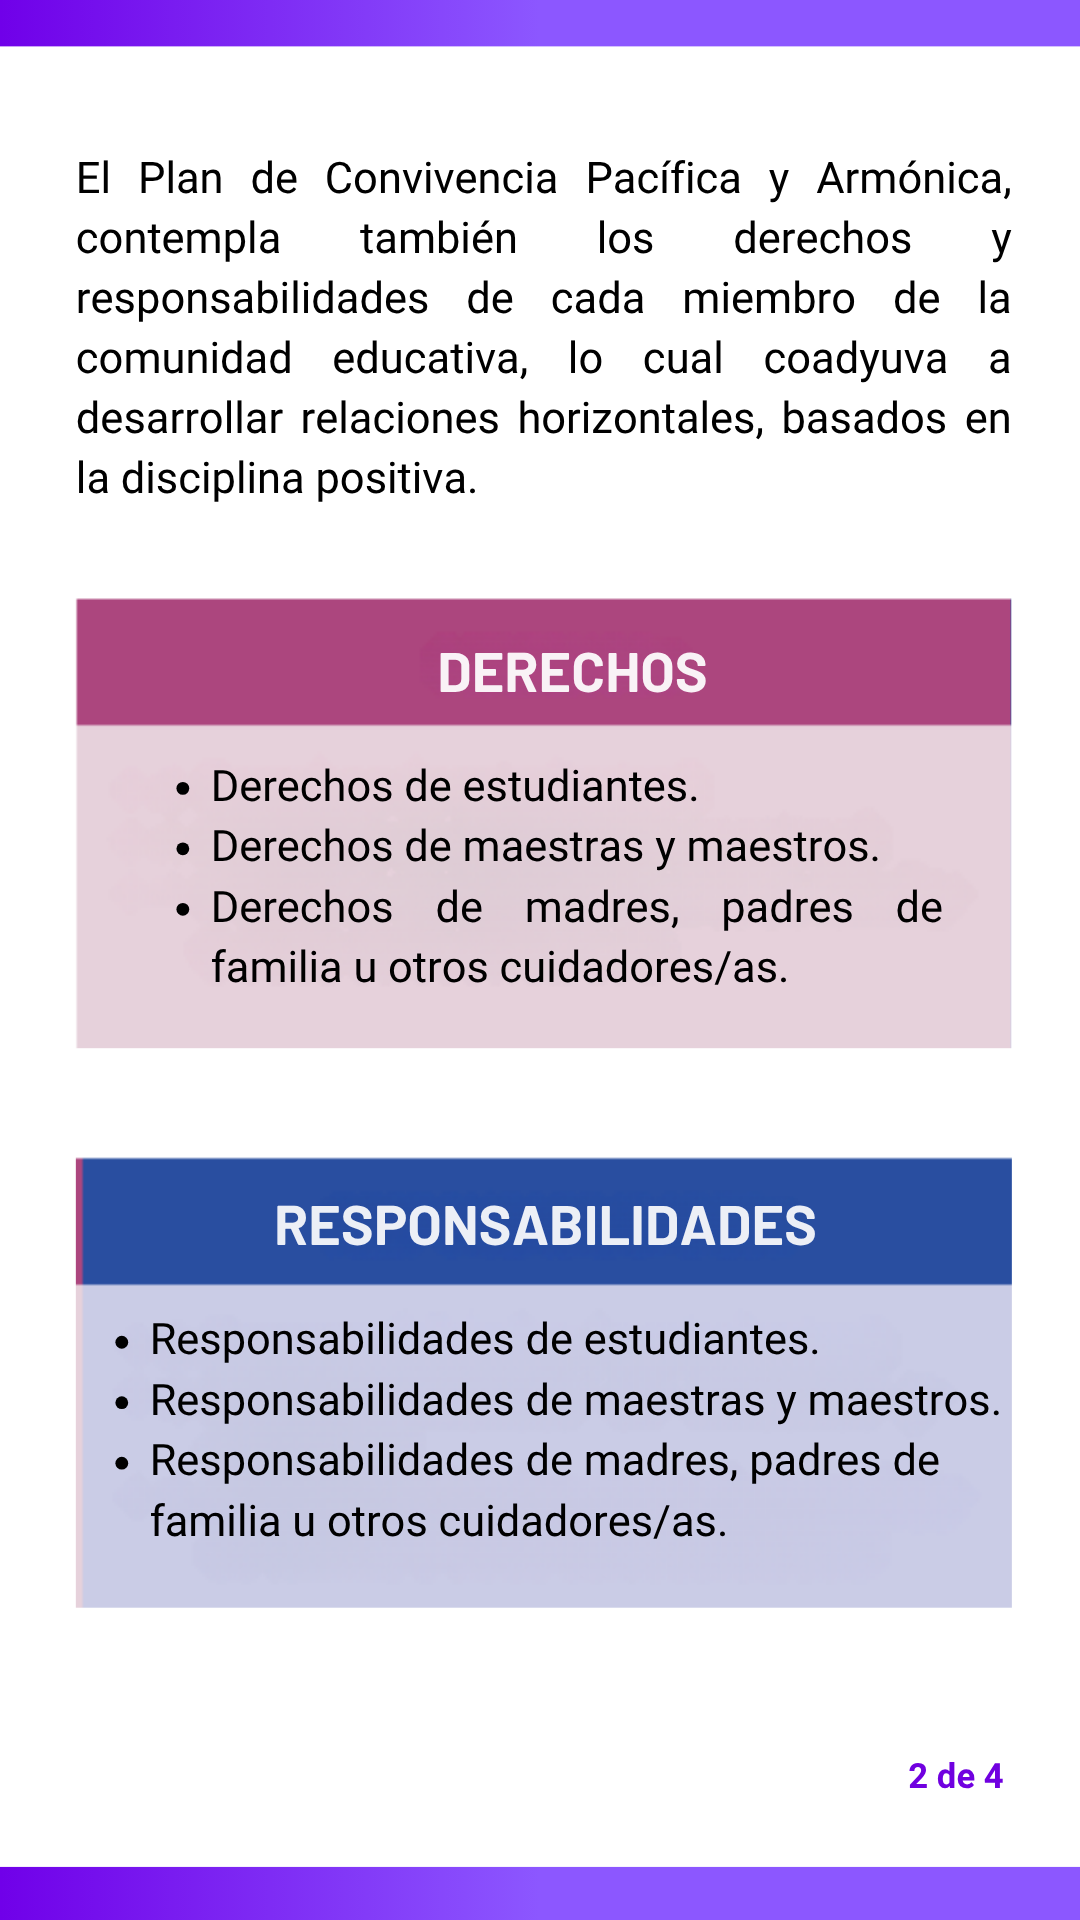 El Plan de Convivencia Pacífica y Armónica,
contempla también los derechos y
responsabilidades de cada miembro de la
comunidad educativa, lo cual coadyuva a
desarrollar relaciones horizontales, basados en
la disciplina positiva.
DERECHOS
• Derechos de estudiantes.
• Derechos de maestras y maestros.
• Derechos de madres, padres de
familia u otros cuidadores/as.
RESPONSABILIDADES
• Responsabilidades de estudiantes.
• Responsabilidades de maestras y maestros.
• Responsabilidades de madres, padres de
familia u otros cuidadores/as.
2 de 4